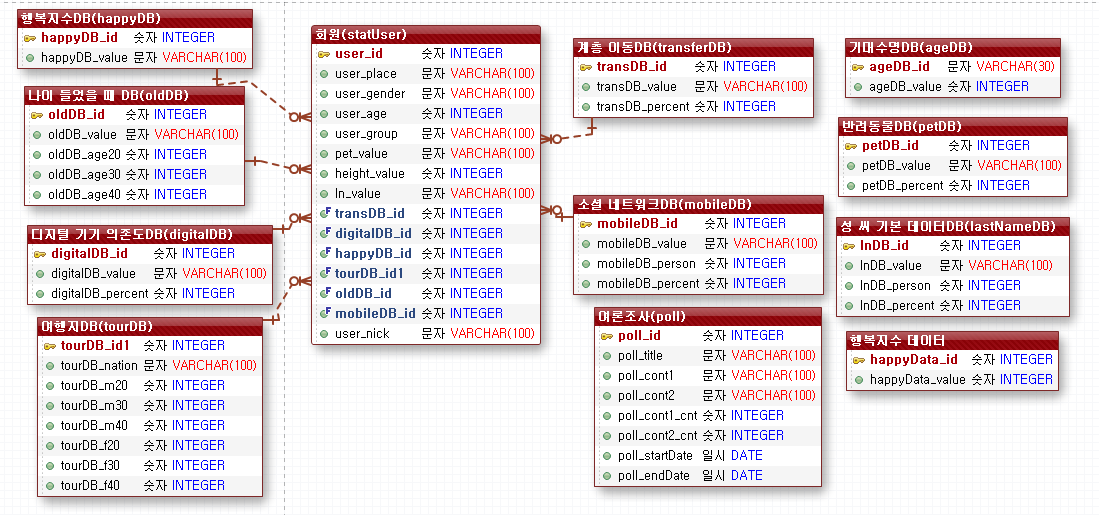 행복지수DB(happyDB)
happyDB_id 숫자 INTEGER
happyDB_value 문자 VARCHAR(100)
나이 들었을 때 DB(oldDB)
oldDB_id 숫자 INTEGER
oldDB_value 문자 VARCHAR(100)
oldDB_age20 숫자 INTEGER
oldDB_age30 숫자 INTEGER
oldDB_age40 숫자 INTEGER
디지털 기기 의존도DB(digitalDB)
digitalDB_id 숫자 INTEGER
digitalDB_value 문자 VARCHAR(100)
digitalDB_percent 숫자 INTEGER
여행지DB(tourDB)
tourDB_id1 숫자 INTEGER
tourDB_nation 문자 VARCHAR(100)
tourDB_m20 숫자 INTEGER
tourDB_m30 숫자 INTEGER
tourDB_m40 숫자 INTEGER
tourDB_f20 숫자 INTEGER
tourDB_f30 숫자 INTEGER
tourDB_f40 숫자 INTEGER
회원(statUser)
user_id 숫자 INTEGER
user_place 문자 VARCHAR(100)
user_gender 문자 VARCHAR(100)
user_age 숫자 INTEGER
user_group 문자 VARCHAR(100)
pet_value 문자 VARCHAR(100)
height_value 숫자 INTEGER
ln_value 문자 VARCHAR(100)
transDB_id 숫자 INTEGER
digitalDB_id 숫자 INTEGER
happyDB_id 숫자 INTEGER
tourDB_id1 숫자 INTEGER
oldDB_id 숫자 INTEGER
mobileDB_id 숫자 INTEGER
user_nick 문자 VARCHAR(100)
계층 이동DB(transferDB)
transDB_id 숫자 INTEGER
transDB_value 문자 VARCHAR(100)
transDB_percent 숫자 INTEGER
소셜 네트워크DB(mobileDB)
mobileDB_id 숫자 INTEGER
mobileDB_value 문자 VARCHAR(100)
mobileDB_person 숫자 INTEGER
mobileDB_percent 숫자 INTEGER
여론조사(poll)
poll_id 숫자 INTEGER
poll_title 문자 VARCHAR(100)
poll_cont1 문자 VARCHAR(100)
poll_cont2 문자 VARCHAR(100)
poll_cont1_cnt 숫자 INTEGER
poll_cont2_cnt 숫자 INTEGER
poll_startDate 일시 DATE
poll_endDate 일시 DATE
기대수명DB(ageDB)
ageDB_id 문자 VARCHAR(30)
ageDB_value 숫자 INTEGER
반려동물DB(petDB)
petDB_id 숫자 INTEGER
petDB_value 문자 VARCHAR(100)
petDB_percent 숫자 INTEGER
성 씨 기본 데이터DB(lastNameDB)
lnDB_id 숫자 INTEGER
lnDB_value 문자 VARCHAR(100)
lnDB_person 숫자 INTEGER
lnDB_percent 숫자 INTEGER
행복지수 데이터
happyData_id 숫자 INTEGER
happyData_value 숫자 INTEGER